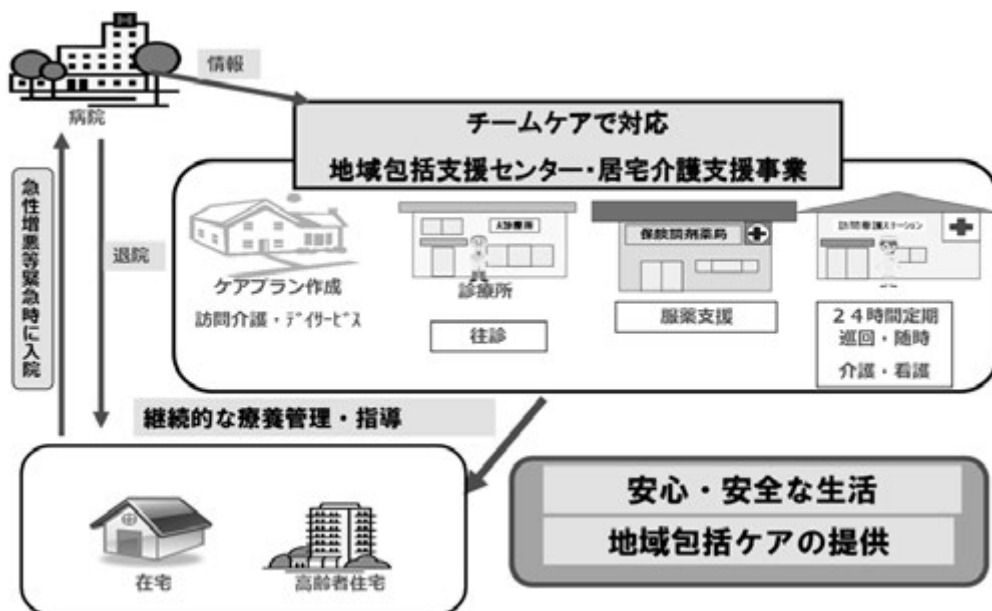 情報
病院
チームケアで対応
地域包括支援センター・居宅介護支援事業
急性増悪等緊急時に入院
退院
ケアプラン作成
訪問介護・デイサービス
A診療所
診療所
往診
保険調剤薬局
服薬支援
訪問看護ステーション
24時間定期
巡回・随時
介護・看護
継続的な療養管理・指導
在宅
高齢者住宅
安心・安全な生活
地域包括ケアの提供